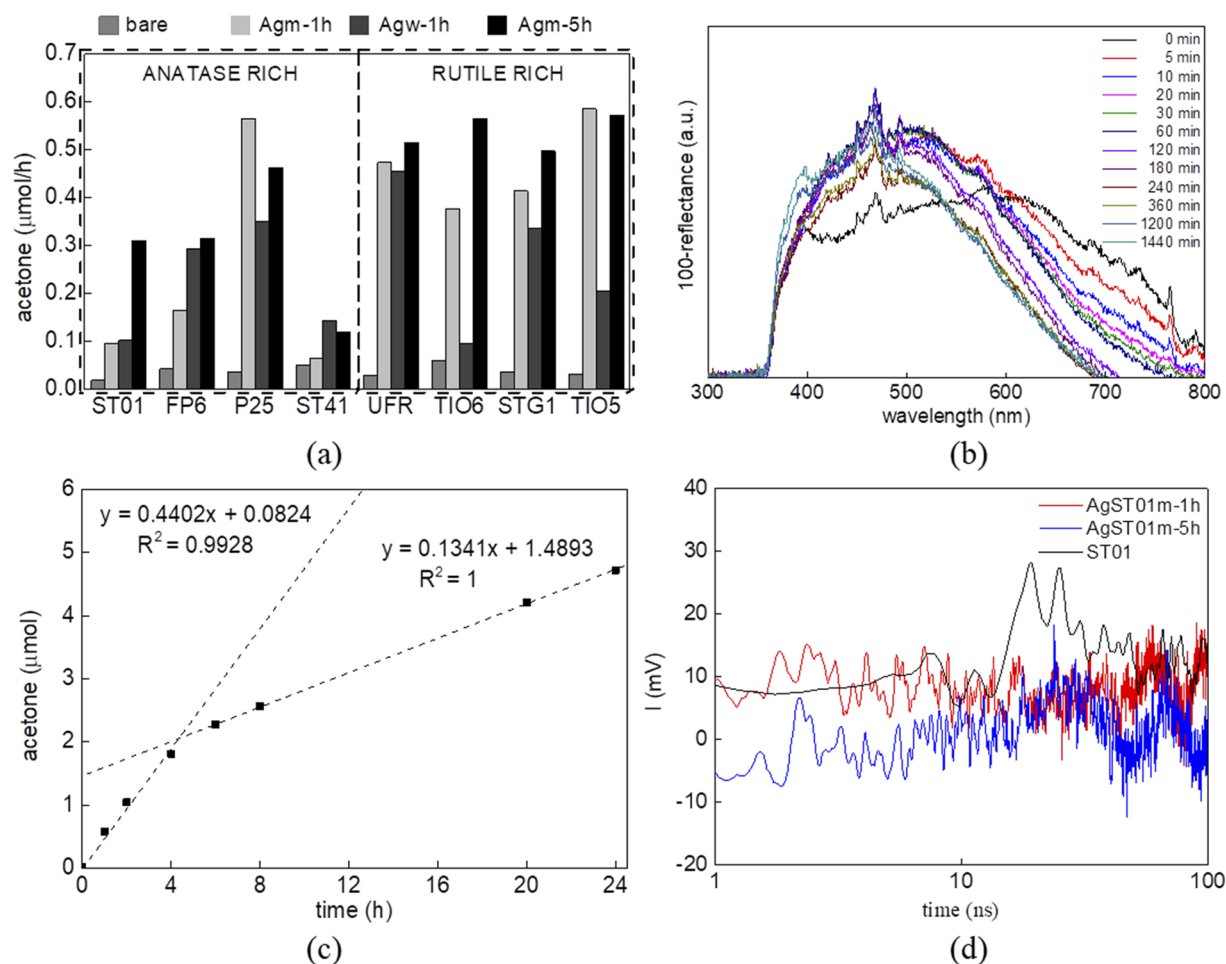 bare Agm-1h Agw-1h Agm-5h
0.7
0.6
0.5
0.4
0.3
0.2
0.1
0.0
acetone (μmol/h)
ANATASE RICH RUTILE RICH
ST01 FP6 P25 ST41 UFR TIO6 STG1 TIO5
(a)
100-reflectance (a.u.)
0 min
5 min
10 min
20 min
30 min
60 min
120 min
180 min
240 min
360 min
1200 min
1440 min
300 400 500 600 700 800
wavelength (nm)
(b)
6
5
4
3
2
1
0
acetone (μmol)
y = 0.4402x + 0.0824
R² = 0.9928
y = 0.1341x + 1.4893
R² = 1
0 4 8 12 16 20 24
time (h)
(c)
40
30
20
10
0
-10
-20
I (mV)
AgST01m-1h
AgST01m-5h
ST01
1 10 100
time (ns)
(d)